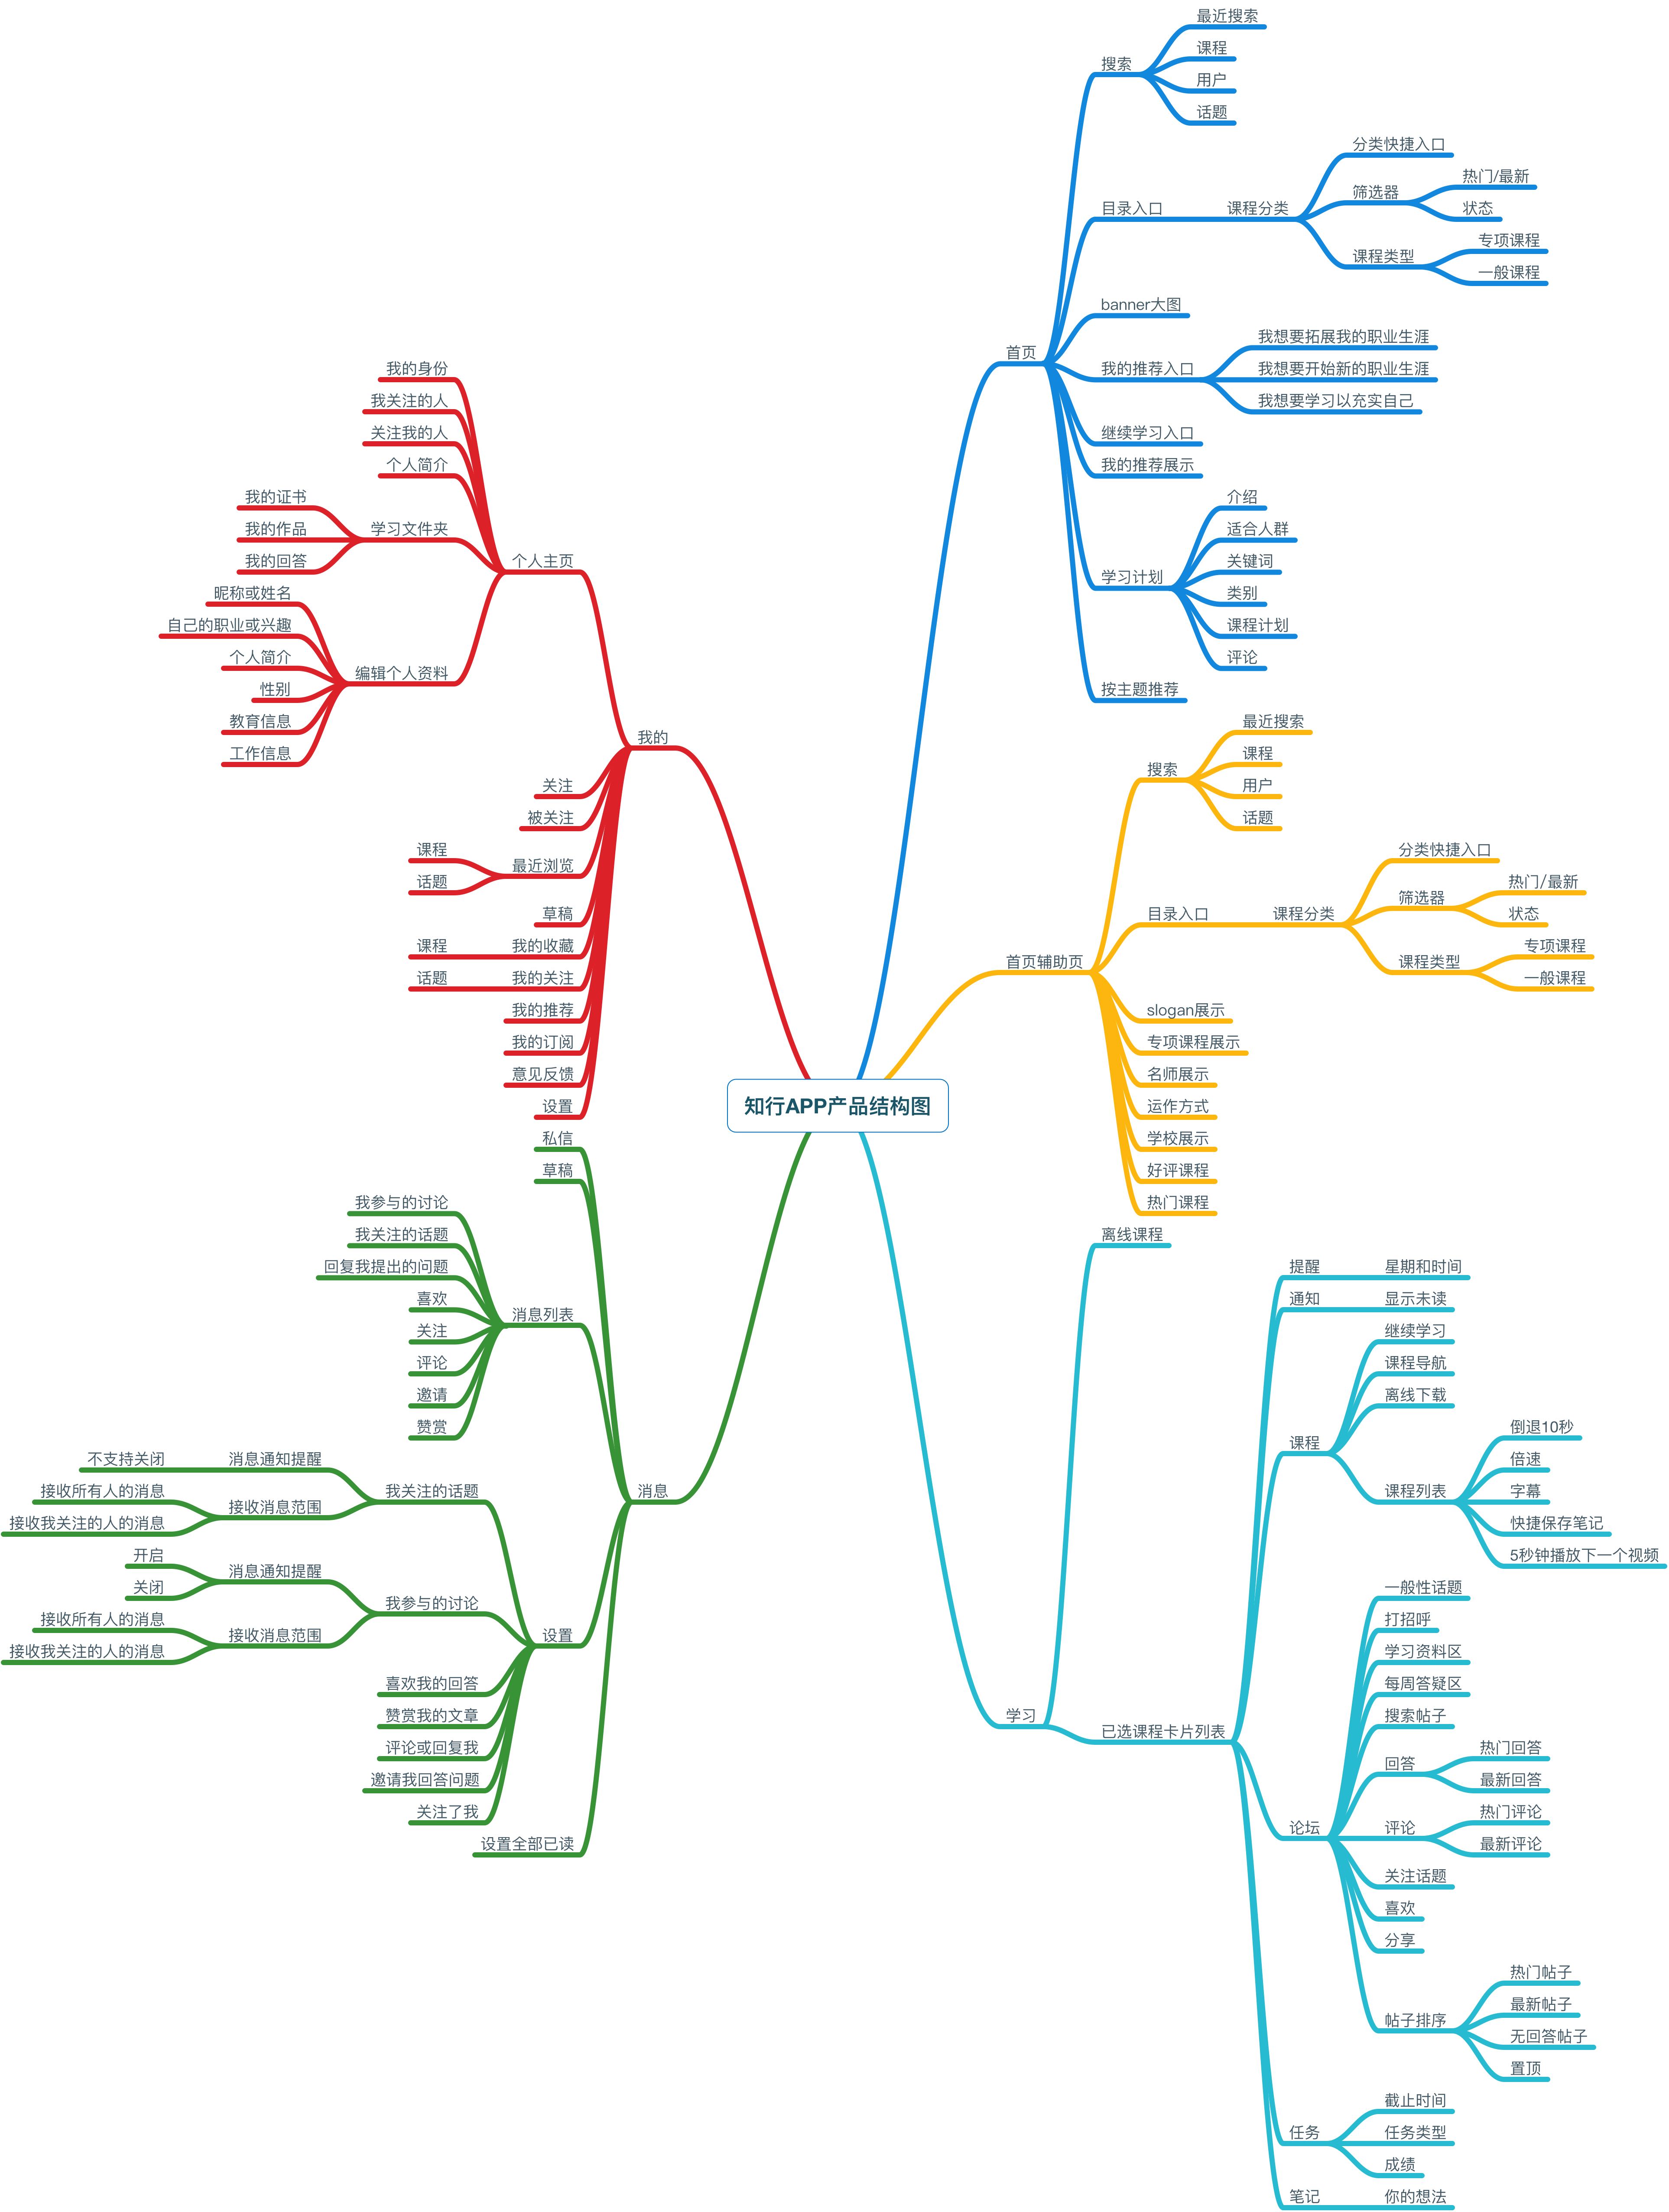 知行APP产品结构图
首页
搜索
最近搜索
课程
用户
话题
目录入口
课程分类
分类快捷入口
筛选器
热门/最新
状态
课程类型
专项课程
一般课程
banner大图
我的推荐入口
我想要拓展我的职业生涯
我想要开始新的职业生涯
我想要学习以充实自己
继续学习入口
我的推荐展示
学习计划
介绍
适合人群
关键词
类别
课程计划
评论
按主题推荐
首页辅助页
搜索
最近搜索
课程
用户
话题
目录入口
课程分类
分类快捷入口
筛选器
热门/最新
状态
课程类型
专项课程
一般课程
slogan展示
专项课程展示
名师展示
运作方式
学校展示
好评课程
热门课程
学习
离线课程
已选课程卡片列表
提醒
星期和时间
通知
显示未读
课程
继续学习
课程导航
离线下载
课程列表
倒退10秒
倍速
字幕
快捷保存笔记
5秒钟播放下一个视频
论坛
一般性话题
打招呼
学习资料区
每周答疑区
搜索帖子
回答
热门回答
最新回答
评论
热门评论
最新评论
关注话题
喜欢
分享
帖子排序
热门帖子
最新帖子
无回答帖子
置顶
任务
截止时间
任务类型
成绩
笔记
你的想法
我的
个人主页
我的身份
我关注的人
关注我的人
个人简介
学习文件夹
我的证书
我的作品
我的回答
编辑个人资料
昵称或姓名
自己的职业或兴趣
个人简介
性别
教育信息
工作信息
关注
被关注
最近浏览
课程
话题
草稿
我的收藏
课程
我的关注
话题
我的推荐
我的订阅
意见反馈
设置
消息
私信
草稿
消息列表
我参与的讨论
我关注的话题
回复我提出的问题
喜欢
关注
评论
邀请
赞赏
设置
我关注的话题
消息通知提醒
不支持关闭
接收消息范围
接收所有人的消息
接收我关注的人的消息
我参与的讨论
消息通知提醒
开启
关闭
接收消息范围
接收所有人的消息
接收我关注的人的消息
喜欢我的回答
赞赏我的文章
评论或回复我
邀请我回答问题
关注了我
设置全部已读